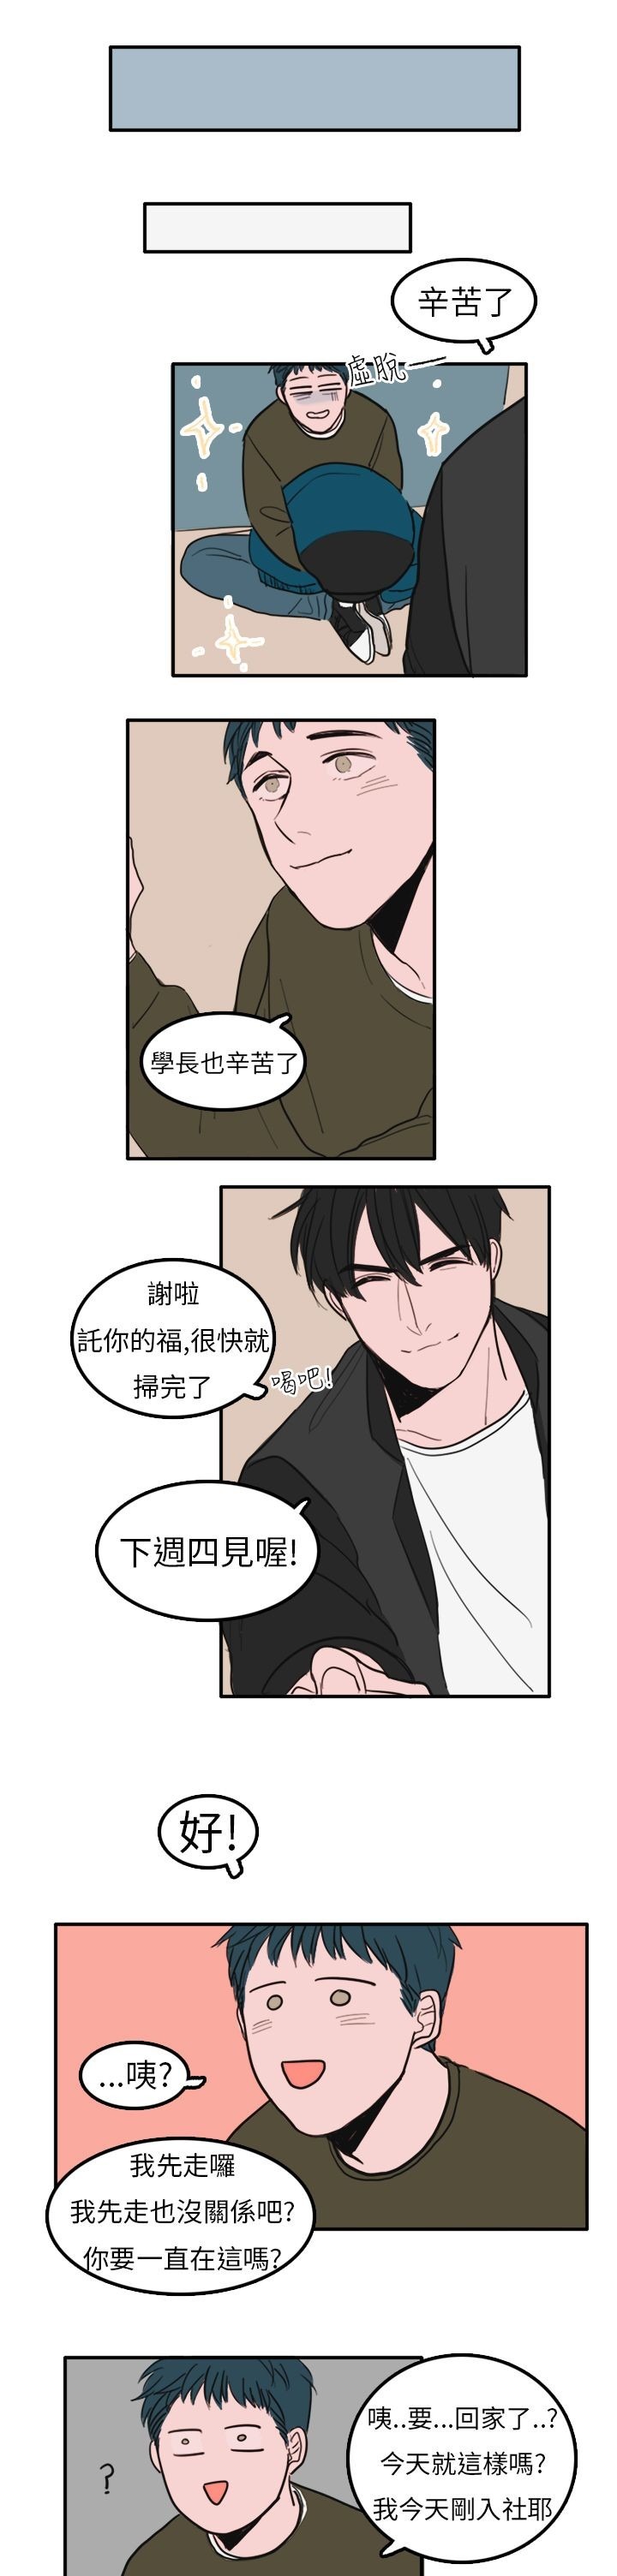 辛苦了
虛脫──
學長也辛苦了
謝啦
託你的福,很快就
掃完了
喝吧!
下週四見喔!
好!
...咦?
我先走囉
我先走也沒關係吧?
你要一直在這嗎?
咦..要...回家了..?
今天就這樣嗎?
我今天剛入社耶
?